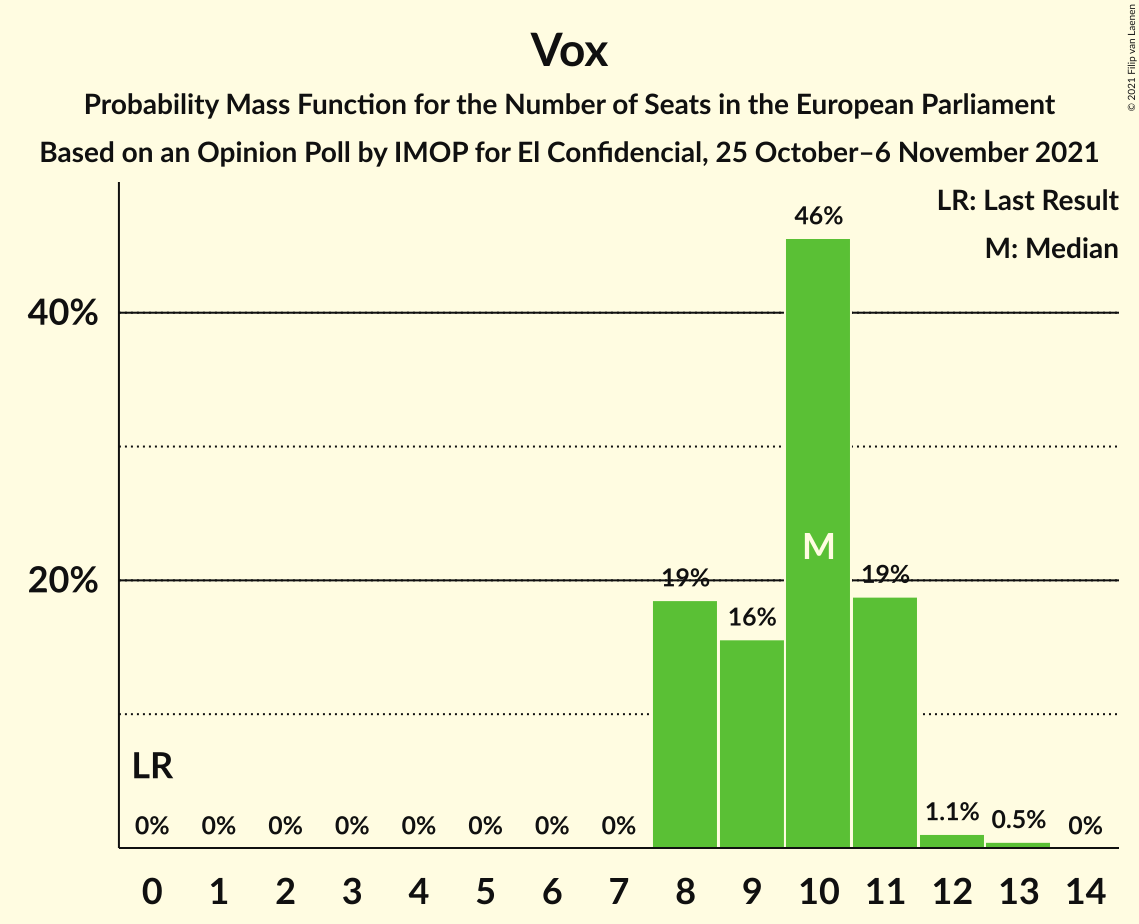 © 2021 Filip van Laenen
Vox
Probability Mass Function for the Number of Seats in the European Parliament
Based on an Opinion Poll by IMOP for El Confidencial, 25 October–6 November 2021
LR: Last Result
M: Median
46%
40%
M
20%
19%
19%
16%
LR
0% 0% 0% 0% 0% 0% 0% 0% 1.1% 0.5% 0%
0 1 2 3 4 5 6 7 8 9 10 11 12 13 14